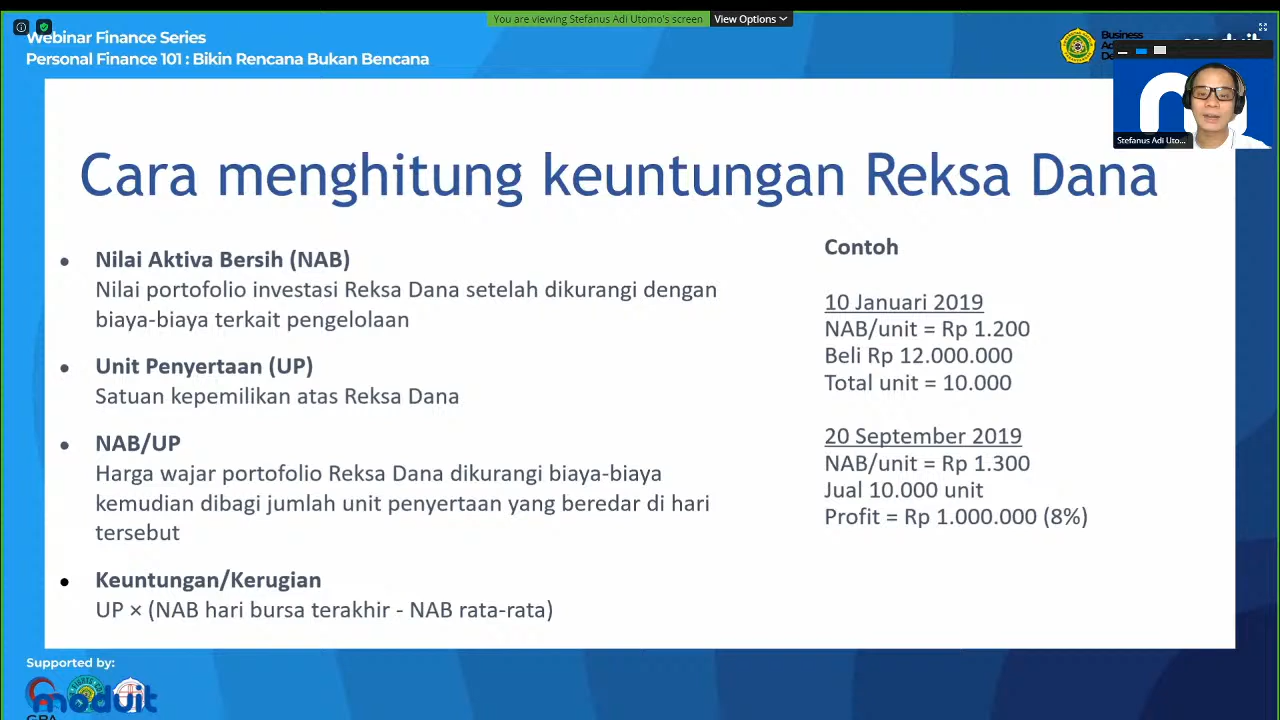 You are viewing Stefanus Adi Utomo's screen
View Options
Webinar Finance Series
Personal Finance 101 : Bikin Rencana Bukan Bencana
Business
Stefanus Adi Uto...
Cara menghitung keuntungan Reksa Dana
• Nilai Aktiva Bersih (NAB)
Nilai portofolio investasi Reksa Dana setelah dikurangi dengan
biaya-biaya terkait pengelolaan
• Unit Penyertaan (UP)
Satuan kepemilikan atas Reksa Dana
• NAB/UP
Harga wajar portofolio Reksa Dana dikurangi biaya-biaya
kemudian dibagi jumlah unit penyertaan yang beredar di hari
tersebut
• Keuntungan/Kerugian
UP × (NAB hari bursa terakhir - NAB rata-rata)
Contoh
10 Januari 2019
NAB/unit = Rp 1.200
Beli Rp 12.000.000
Total unit = 10.000
20 September 2019
NAB/unit = Rp 1.300
Jual 10.000 unit
Profit = Rp 1.000.000 (8%)
Supported by:
moduit